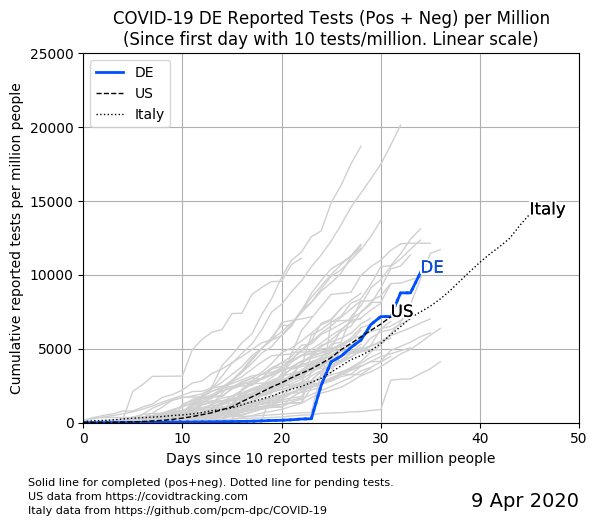 COVID-19 DE Reported Tests (Pos + Neg) per Million
(Since first day with 10 tests/million. Linear scale)
Cumulative reported tests per million people
25000
20000
15000
10000
5000
0
DE
US
Italy
Italy
DE
US
0 10 20 30 40 50
Days since 10 reported tests per million people
Solid line for completed (pos+neg). Dotted line for pending tests.
US data from https://covidtracking.com
Italy data from https://github.com/pcm-dpc/COVID-19
9 Apr 2020